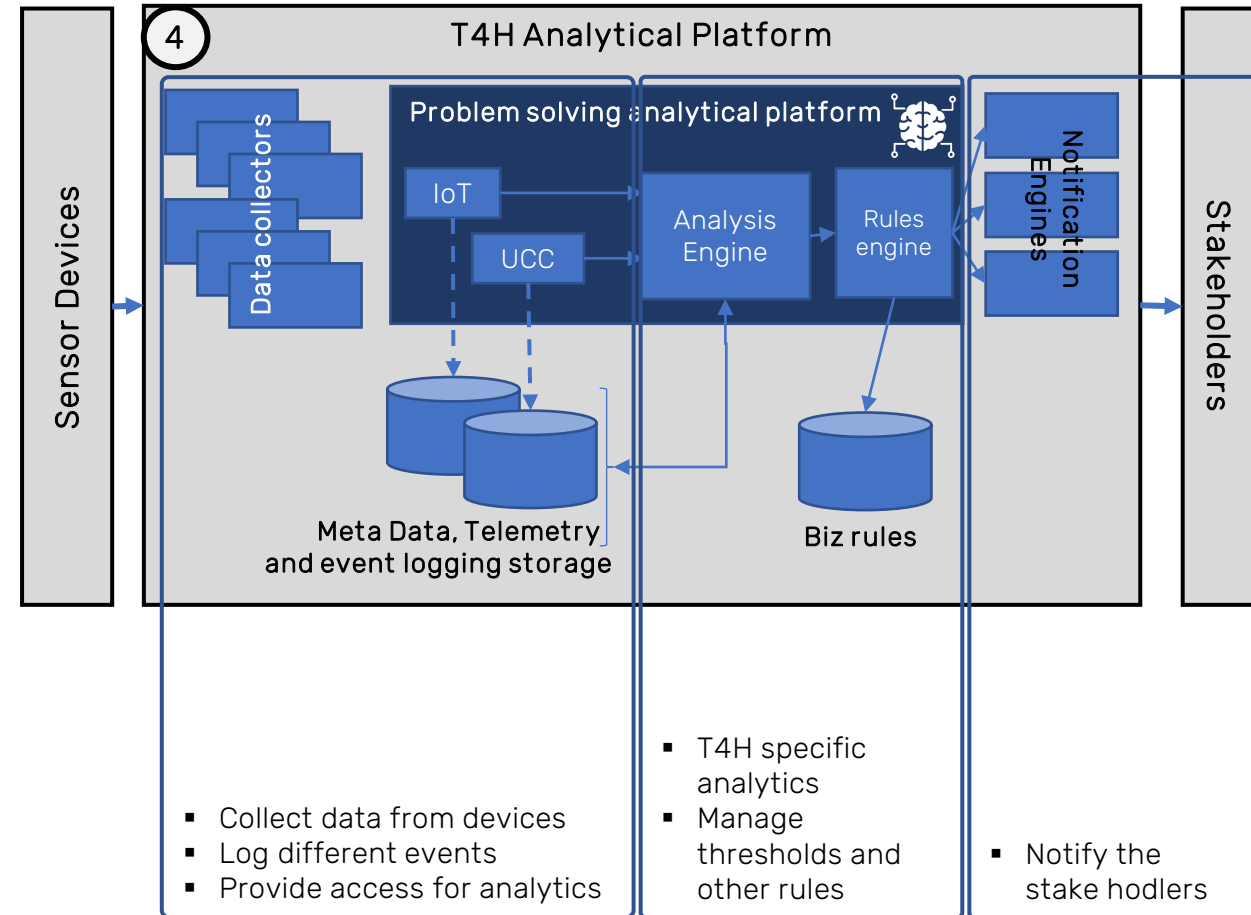 4
T4H Analytical Platform
Sensor Devices
Data collectors
Problem solving analytical platform
IoT
UCC
Analysis
Engine
Rules
engine
Notification
Engines
Stakeholders
Meta Data, Telemetry
and event logging storage
Biz rules
▪ Collect data from devices
▪ Log different events
▪ Provide access for analytics
▪ T4H specific
analytics
▪ Manage
thresholds and
other rules
▪ Notify the
stake hodlers